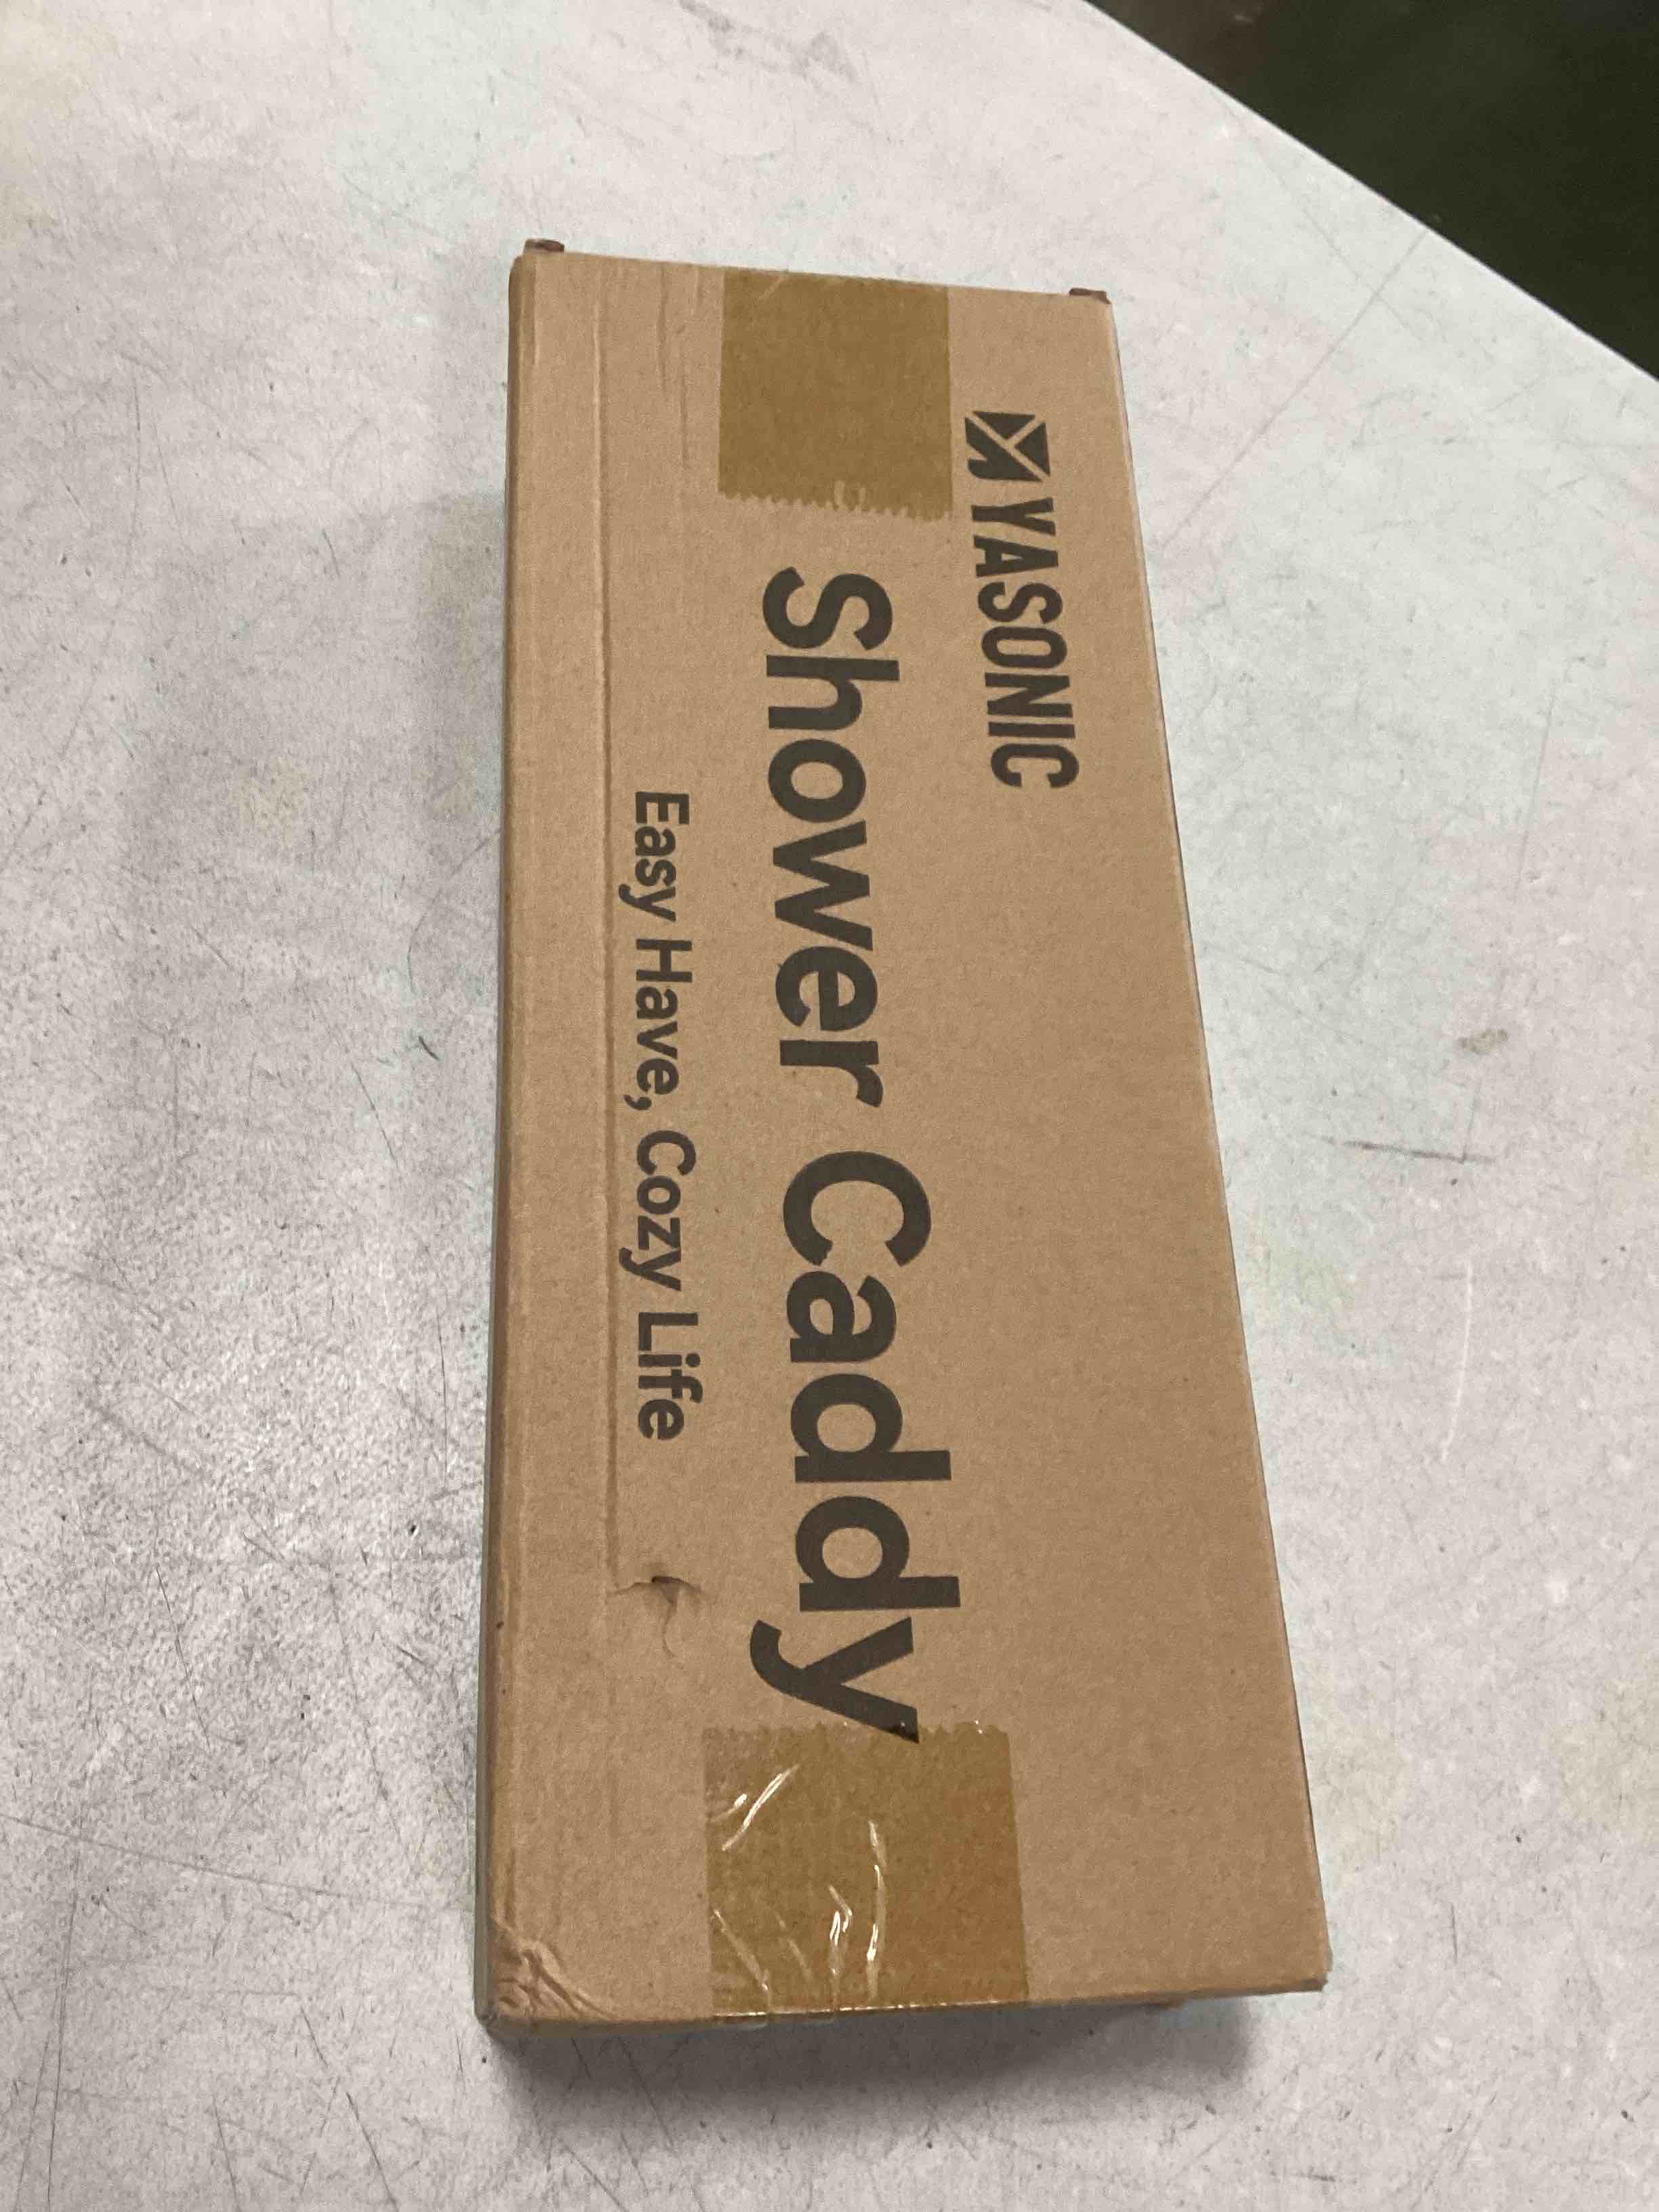 YASONIC
Shower Caddy
Easy Have, Cozy Life